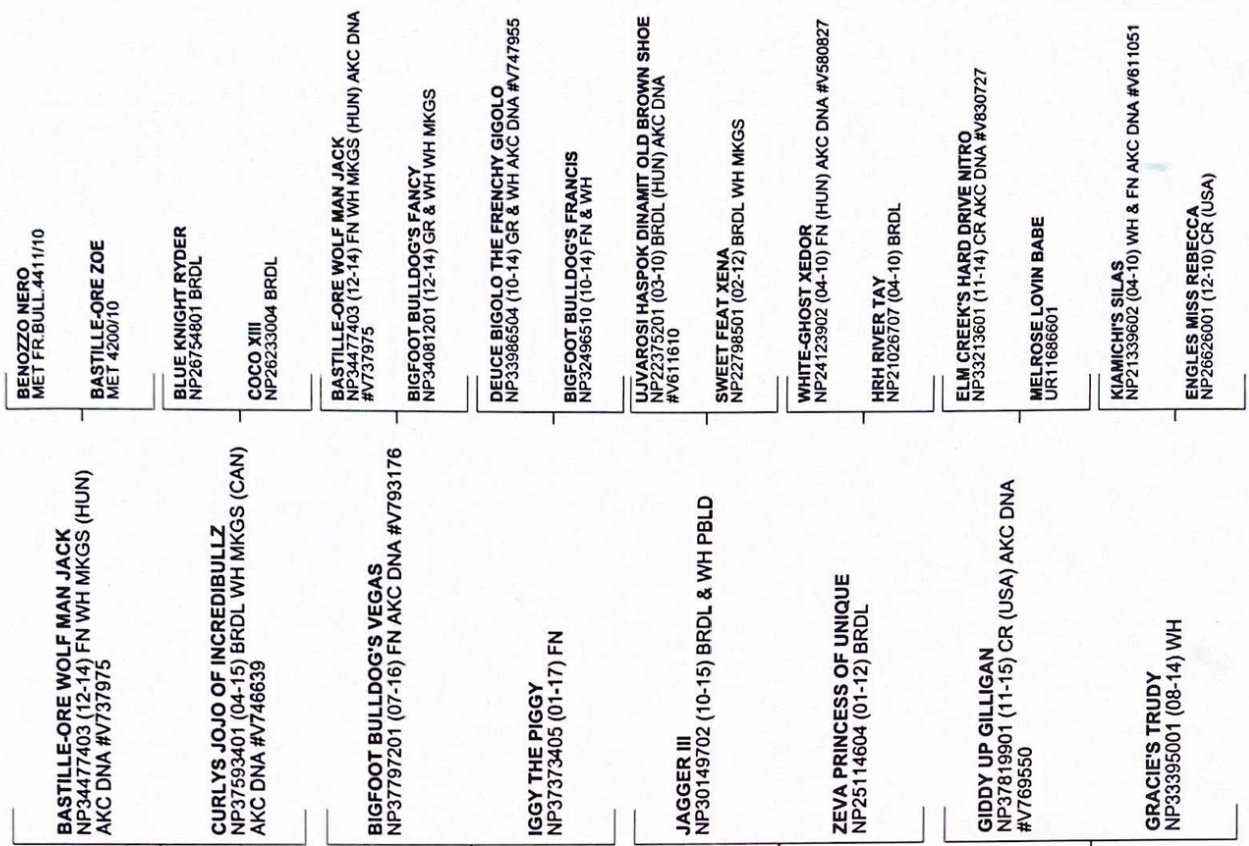 BASTILLE-ORE WOLF MAN JACK
NP34477403 (12-14) FN WH MKGS (HUN)
AKC DNA #V737975
CURLYS JOJO OF INCREDIBULLZ
NP37593401 (04-15) BRDL WH MKGS (CAN)
AKC DNA #V746639
BIGFOOT BULLDOG'S VEGAS
NP37797201 (07-16) FN AKC DNA #V793176
IGGY THE PIGGY
NP37373405 (01-17) FN
JAGGER III
NP30149702 (10-15) BRDL & WH PBLD
ZEVA PRINCESS OF UNIQUE
NP25114604 (01-12) BRDL
GIDDY UP GILLIGAN
NP37819901 (11-15) CR (USA) AKC DNA
#V769550
GRACIE'S TRUDY
NP33395001 (08-14) WH
BENOZZO NERO
MET FR.BULL.4411/10
BASTILLE-ORE ZOE
MET 4200/10
BLUE KNIGHT RYDER
NP26754801 BRDL
COCO XIII
NP26233004 BRDL
BASTILLE-ORE WOLF MAN JACK
NP34477403 (12-14) FN WH MKGS (HUN) AKC DNA
#V737975
BIGFOOT BULLDOG'S FANCY
NP34081201 (12-14) GR & WH WH MKGS
DEUCE BIGOLO THE FRENCHY GIGOLO
NP33986504 (10-14) GR & WH AKC DNA #V747955
BIGFOOT BULLDOG'S FRANCIS
NP32496510 (10-14) FN & WH
UJVAROSI HASPOK DINAMIT OLD BROWN SHOE
NP22375201 (03-10) BRDL (HUN) AKC DNA
#V611610
SWEET FEAT XENA
NP22798501 (02-12) BRDL WH MKGS
WHITE-GHOST XEDOR
NP24123902 (04-10) FN (HUN) AKC DNA #V580827
HRH RIVER TAY
NP21026707 (04-10) BRDL
ELM CREEK'S HARD DRIVE NITRO
NP33213601 (11-14) CR AKC DNA #V830727
MELROSE LOVIN BABE
UR11686601
KIAMICHI'S SILAS
NP21339602 (04-10) WH & FN AKC DNA #V611051
ENGLES MISS REBECCA
NP26626001 (12-10) CR (USA)